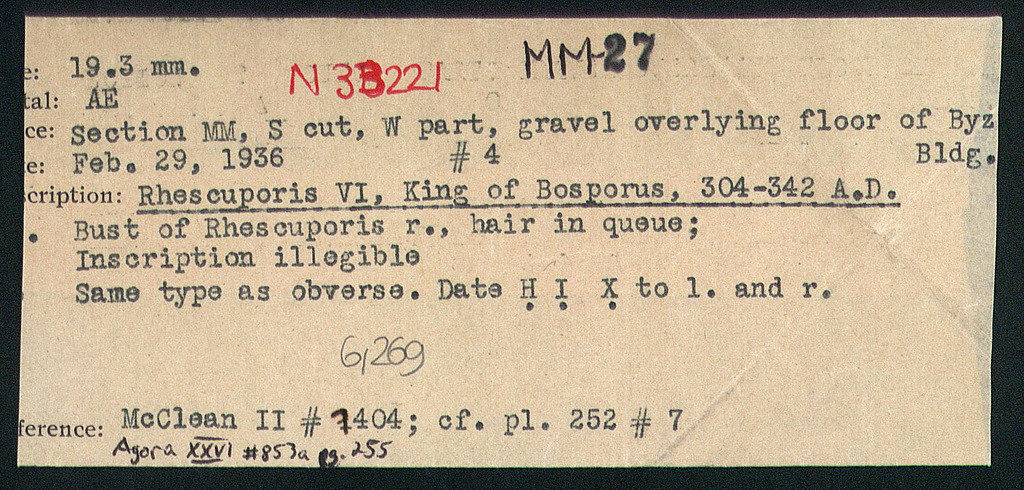 e: 19.3 mm. N 33221 MM-27
tal: AE
ce: Section MM, S cut, W part, gravel overlying floor of Byz
e: Feb. 29, 1936 # 4 Bldg.
cription: Rhescuporis VI, King of Bosporus, 304-342 A.D.
. Bust of Rhescuporis r., hair in queue;
Inscription illegible
Same type as obverse. Date Ḥ Ị X̣ to l. and r.
6,269
ference: McClean II # 7404; cf. pl. 252 # 7
Agora XXVI #853a pg. 255